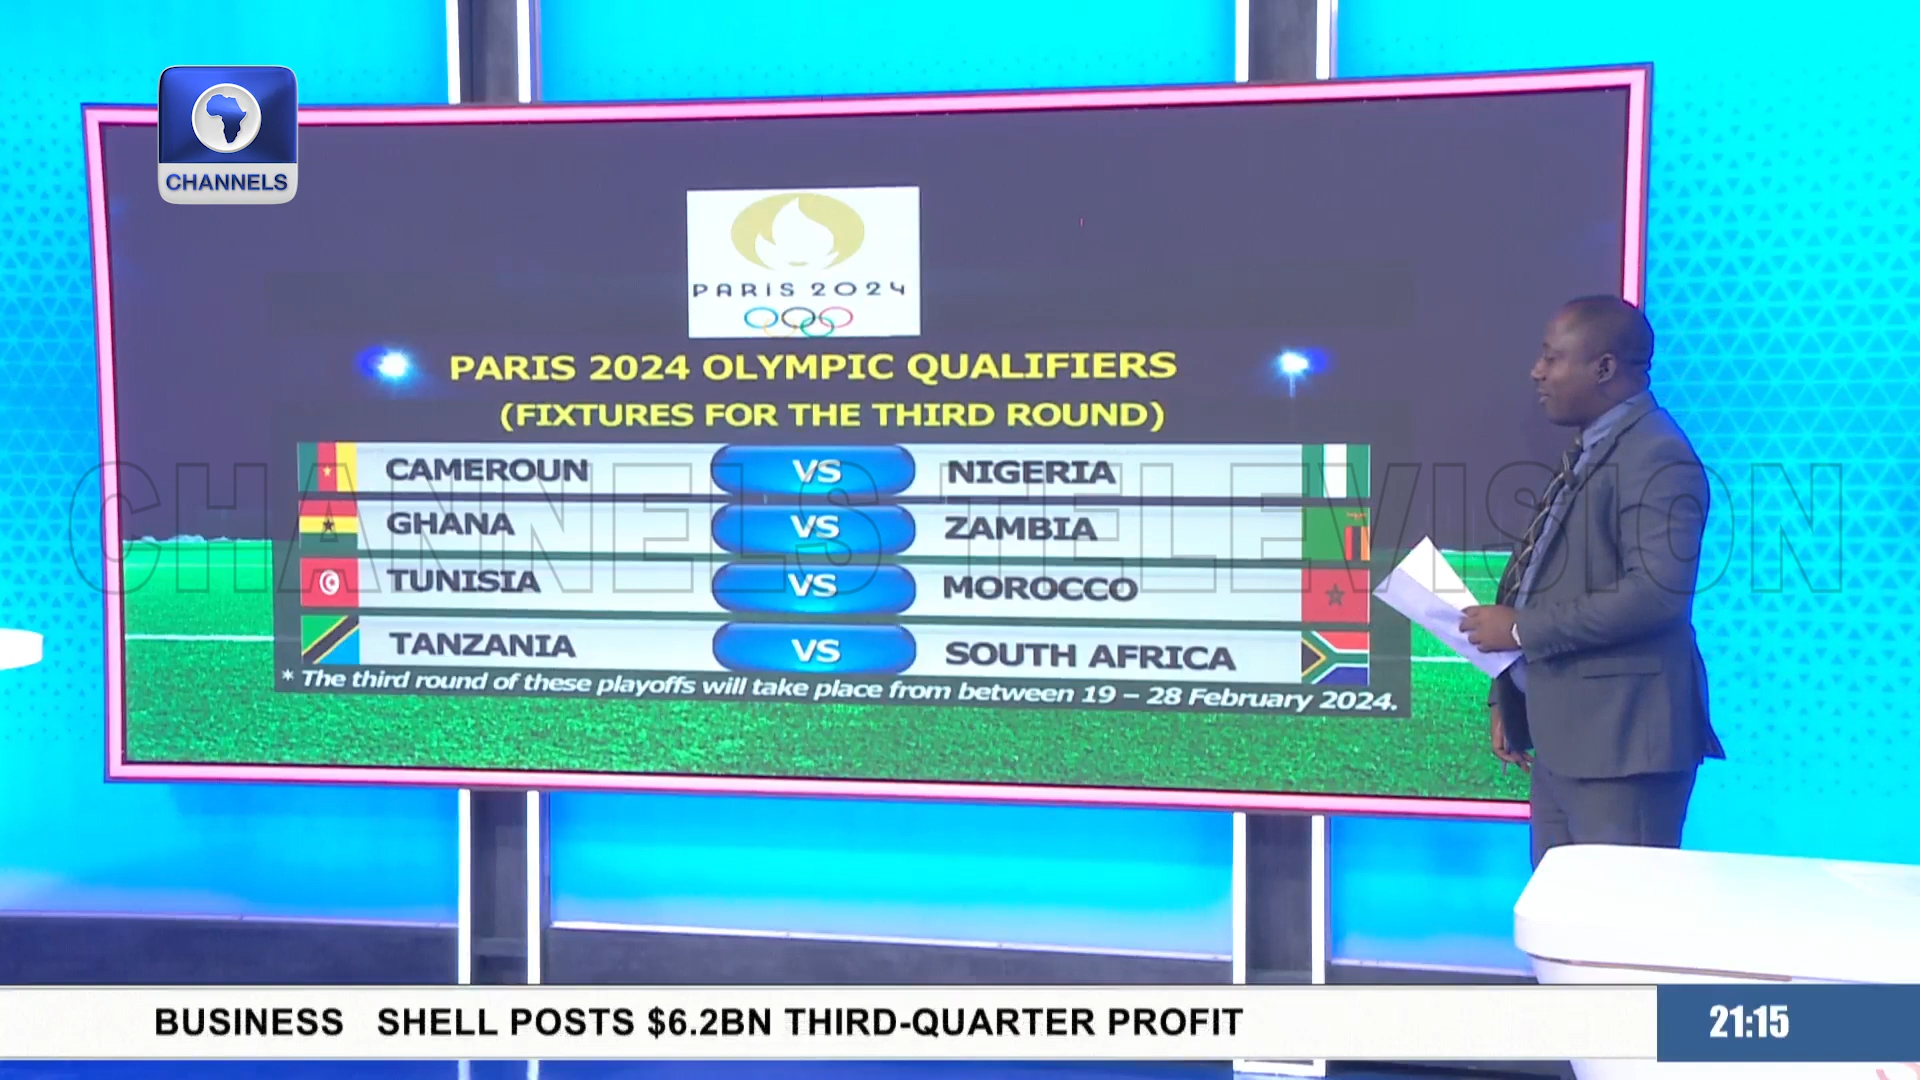 CHANNELS
PARIS 2024
PARIS 2024 OLYMPIC QUALIFIERS
(FIXTURES FOR THE THIRD ROUND)
CAMEROUN VS NIGERIA
GHANA VS ZAMBIA
TUNISIA VS MOROCCO
TANZANIA VS SOUTH AFRICA
* The third round of these playoffs will take place from between 19 – 28 February 2024.
CHANNELS TELEVISION
BUSINESS SHELL POSTS $6.2BN THIRD-QUARTER PROFIT
21:15